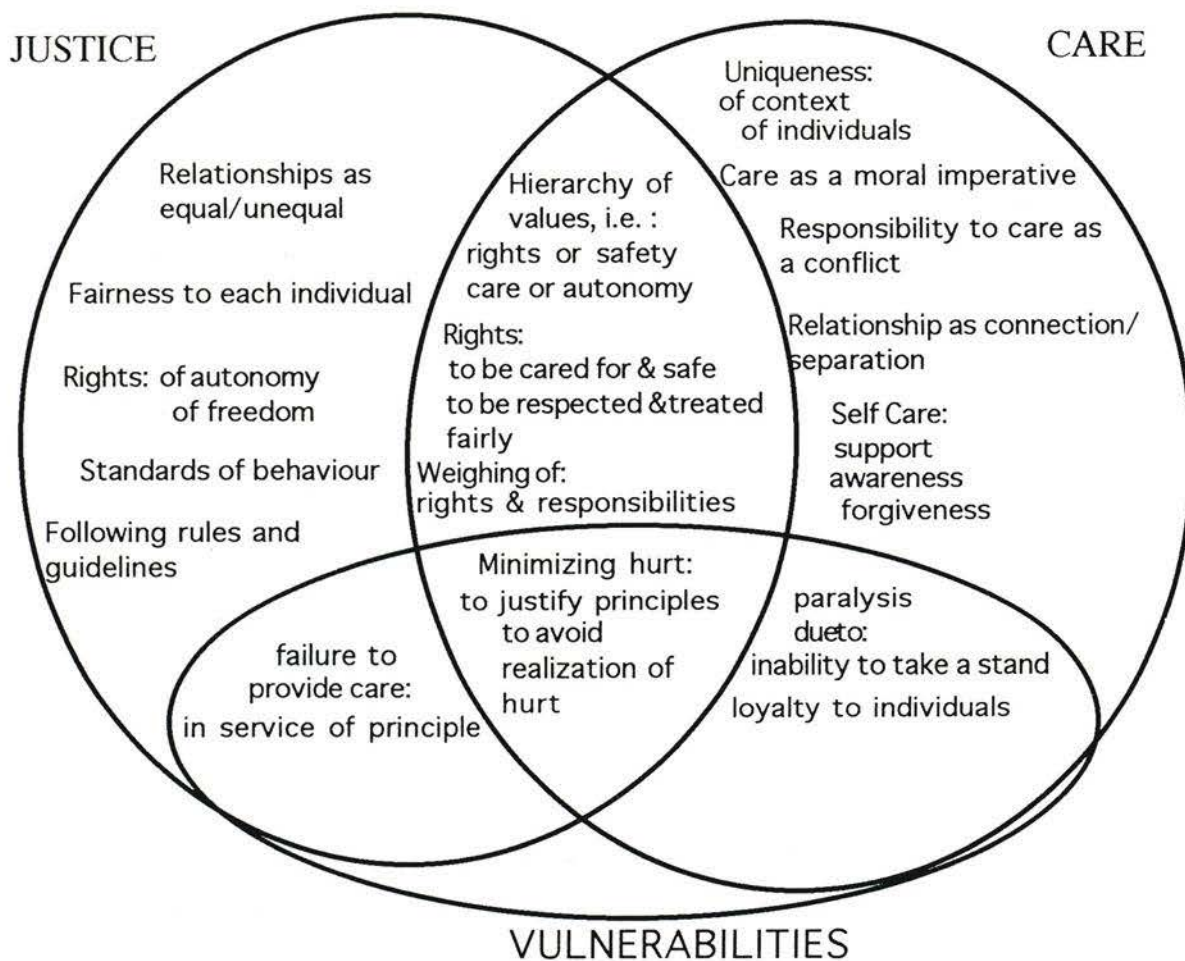 JUSTICE
CARE
Relationships as
equal/unequal
Fairness to each individual
Rights: of autonomy
of freedom
Standards of behaviour
Following rules and
guidelines
Hierarchy of
values, i.e. :
rights or safety
care or autonomy
Rights:
to be cared for & safe
to be respected &treated
fairly
Weighing of:
rights & responsibilities
Uniqueness:
of context
of individuals
Care as a moral imperative
Responsibility to care as
a conflict
Relationship as connection/
separation
Self Care:
support
awareness
forgiveness
failure to
provide care:
in service of principle
Minimizing hurt:
to justify principles
to avoid
realization of
hurt
paralysis
due to:
inability to take a stand
loyalty to individuals
VULNERABILITIES